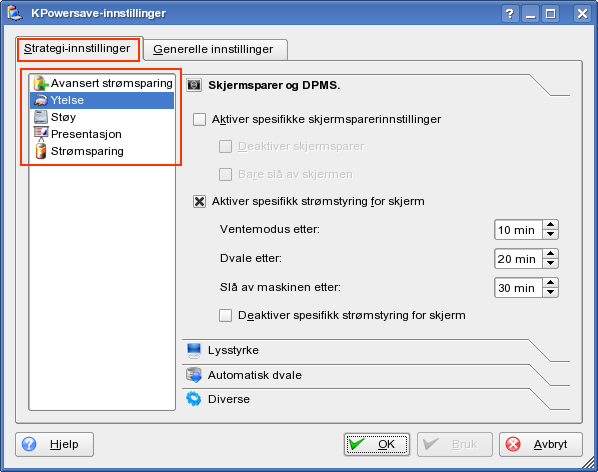 KPowersave-innstillinger
Strategi-innstillinger
Generelle innstillinger
Avansert strømsparing
Ytelse
Støy
Presentasjon
Strømsparing
Skjermsparer og DPMS.
Aktiver spesifikke skjermsparerinnstillinger
Deaktiver skjermsparer
Bare slå av skjermen
Aktiver spesifikk strømstyring for skjerm
Ventemodus etter:
10 min
Dvale etter:
20 min
Slå av maskinen etter:
30 min
Deaktiver spesifikk strømstyring for skjerm
Lysstyrke
Automatisk dvale
Diverse
Hjelp
OK
Bruk
Avbryt